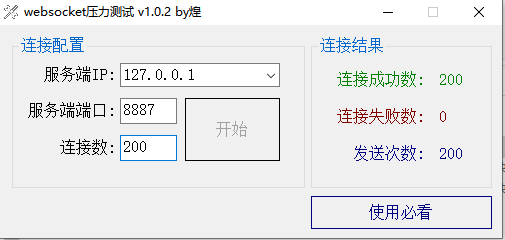 websocket压力测试 v1.0.2 by煌
连接配置
服务端IP: 127.0.0.1
服务端端口: 8887
连接数: 200
开始
连接结果
连接成功数: 200
连接失败数: 0
发送次数: 200
使用必看